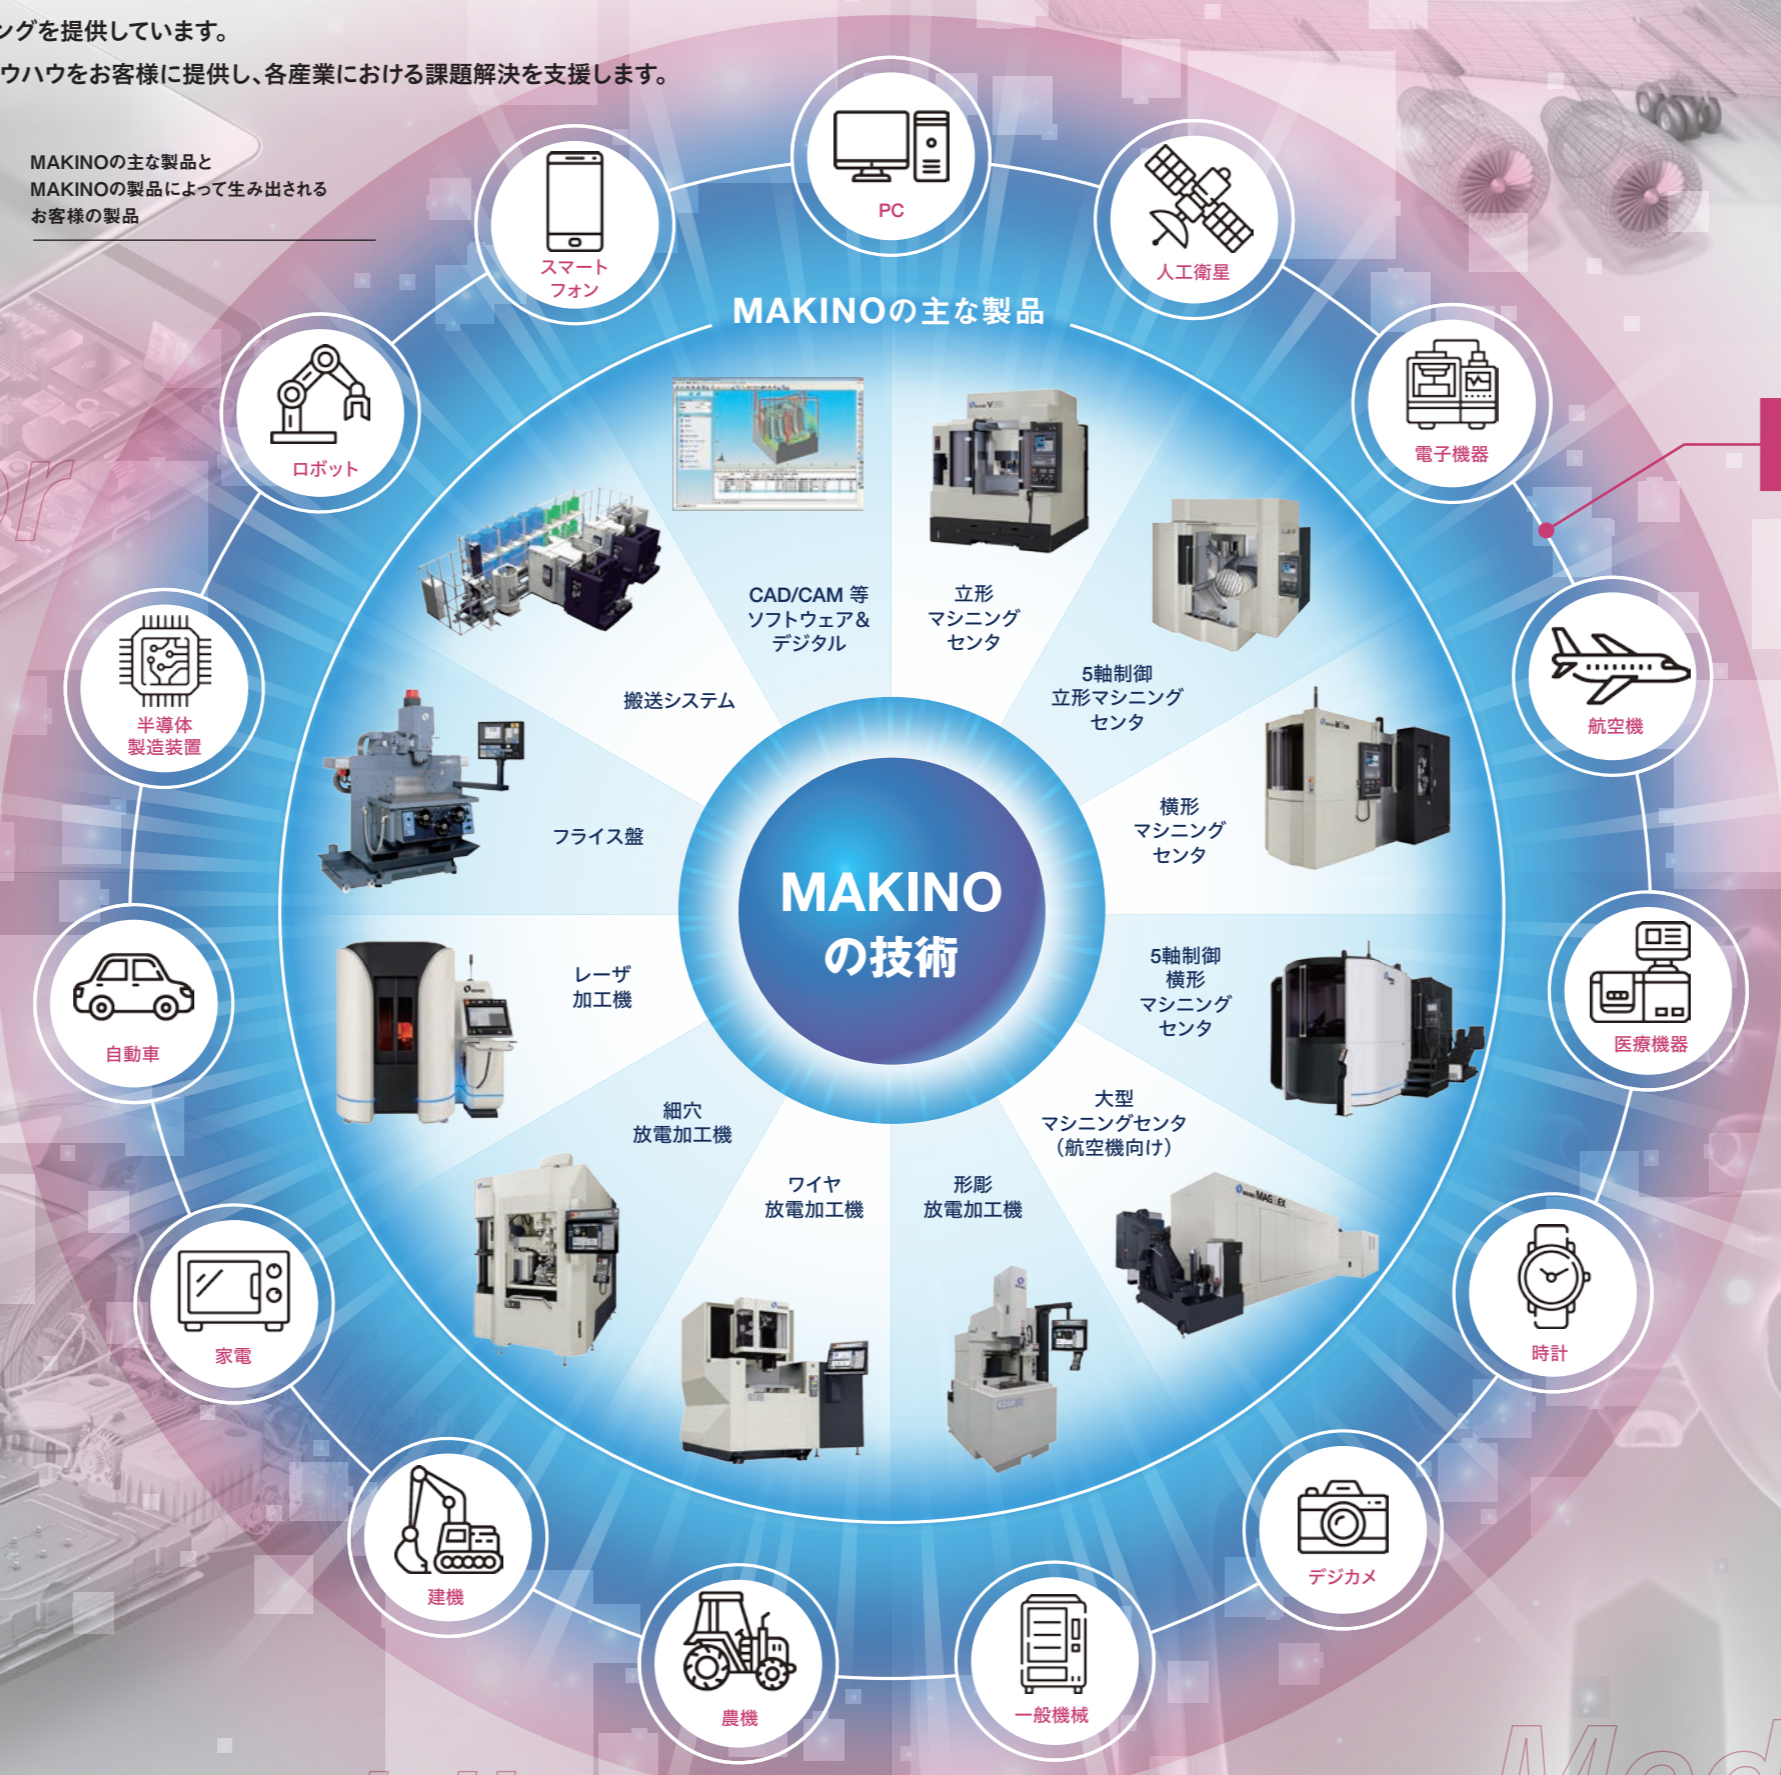 ングを提供しています。
ウハウをお客様に提供し、各産業における課題解決を支援します。
MAKINOの主な製品と
MAKINOの製品によって生み出される
お客様の製品
PC
スマート
フォン
人工衛星
MAKINOの主な製品
ロボット
電子機器
CAD/CAM 等
ソフトウェア&
デジタル
立形
マシニング
センタ
搬送システム
5軸制御
立形マシニング
センタ
半導体
製造装置
航空機
フライス盤
横形
マシニング
センタ
MAKINO
の技術
レーザ
加工機
5軸制御
横形
マシニング
センタ
自動車
医療機器
細穴
放電加工機
大型
マシニングセンタ
（航空機向け）
ワイヤ
放電加工機
形彫
放電加工機
家電
時計
建機
デジカメ
農機
一般機械